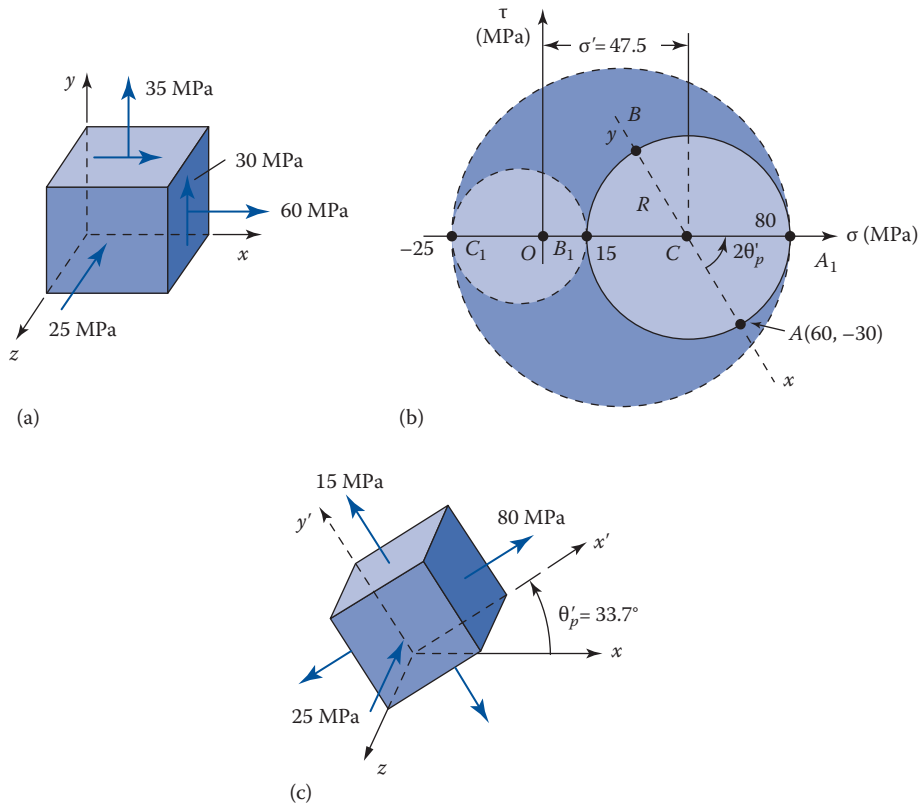 y
35 MPa
30 MPa
60 MPa
x
25 MPa
z
(a)
τ
(MPa)
σ′= 47.5
B
y
R
80
−25
C₁
O
B₁
15
C
2θ′ₚ
σ (MPa)
A₁
A(60, −30)
x
(b)
15 MPa
y′
80 MPa
x′
θ′ₚ= 33.7°
x
25 MPa
z
(c)